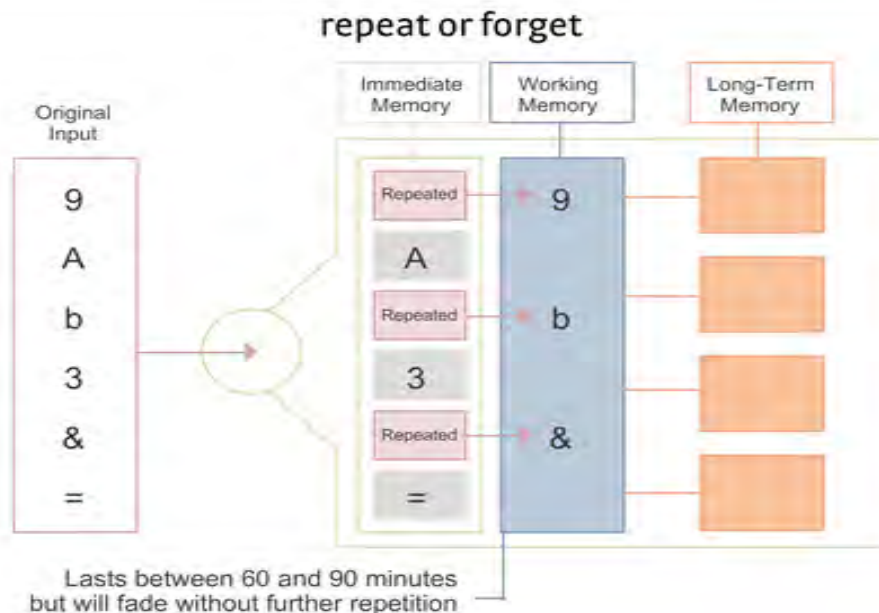 repeat or forget
Original
Input
Immediate
Memory
Working
Memory
Long-Term
Memory
9
A
b
3
&
=
Repeated
A
Repeated
3
Repeated
=
9
b
&
Lasts between 60 and 90 minutes
but will fade without further repetition